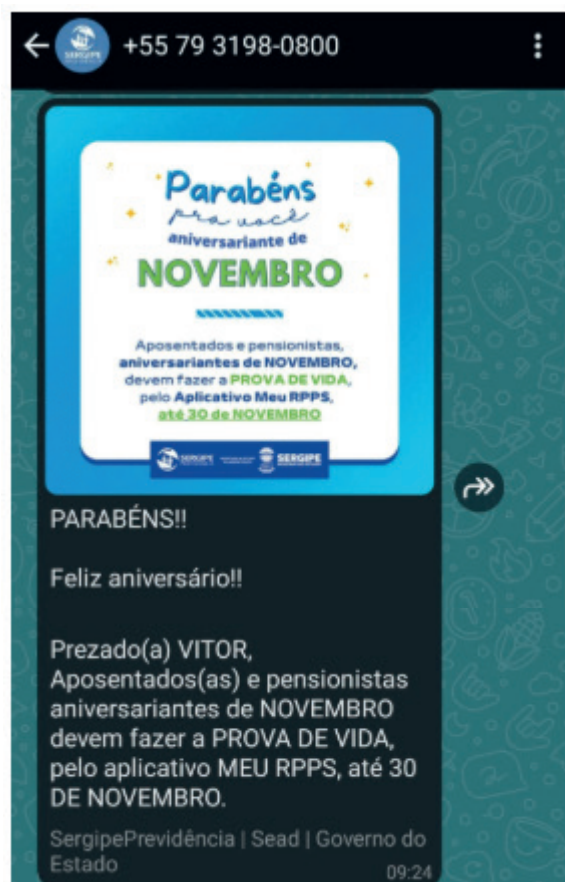 +55 79 3198-0800
SERGIPE
Parabéns
pra você
aniversariante de
NOVEMBRO
Aposentados e pensionistas,
aniversariantes de NOVEMBRO,
devem fazer a PROVA DE VIDA,
pelo Aplicativo Meu RPPS,
até 30 de NOVEMBRO
SERGIPE
SERGIPE
PARABÉNS!!
Feliz aniversário!!
Prezado(a) VITOR,
Aposentados(as) e pensionistas
aniversariantes de NOVEMBRO
devem fazer a PROVA DE VIDA,
pelo aplicativo MEU RPPS, até 30
DE NOVEMBRO.
SergipePrevidência | Sead | Governo do
Estado
09:24